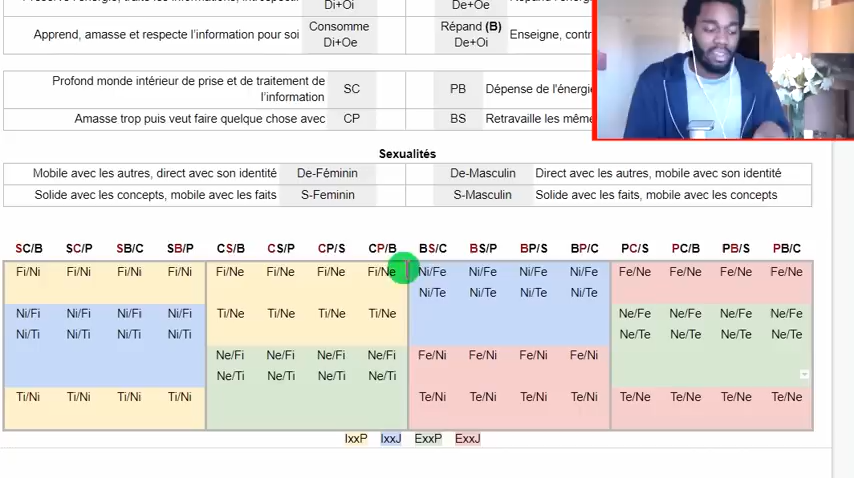 Di+Oi De+Oe
Apprend, amasse et respecte l'information pour soi Consomme Di+Oe Répand (B) De+Oi Enseigne,
Profond monde intérieur de prise et de traitement de l'information SC PB Dépense de l'énergie
Amasse trop puis veut faire quelque chose avec CP BS Retravaille les
Sexualités
Mobile avec les autres, direct avec son identité De-Féminin De-Masculin Direct avec les autres, mobile avec son identité
Solide avec les concepts, mobile avec les faits S-Feminin S-Masculin Solide avec les faits, mobile avec les concepts
SC/B SC/P SB/C SB/P CS/B CS/P CP/S CP/B BS/C BS/P BP/S BP/C PC/S PC/B PB/S PB/C
Fi/Ni Fi/Ni Fi/Ni Fi/Ni Fi/Ne Fi/Ne Fi/Ne Fi/Ne Ni/Fe Ni/Fe Ni/Fe Ni/Fe Fe/Ne Fe/Ne Fe/Ne Fe/Ne
Ni/Te Ni/Te Ni/Te Ni/Te
Ni/Fi Ni/Fi Ni/Fi Ni/Fi Ti/Ne Ti/Ne Ti/Ne Ti/Ne Ne/Fe Ne/Fe Ne/Fe Ne/Fe
Ni/Ti Ni/Ti Ni/Ti Ni/Ti Ne/Te Ne/Te Ne/Te Ne/Te
Ne/Fi Ne/Fi Ne/Fi Ne/Fi Fe/Ni Fe/Ni Fe/Ni Fe/Ni
Ne/Ti Ne/Ti Ne/Ti Ne/Ti
Ti/Ni Ti/Ni Ti/Ni Ti/Ni Te/Ni Te/Ni Te/Ni Te/Ni Te/Ne Te/Ne Te/Ne Te/Ne
IxxP IxxJ ExxP ExxJ